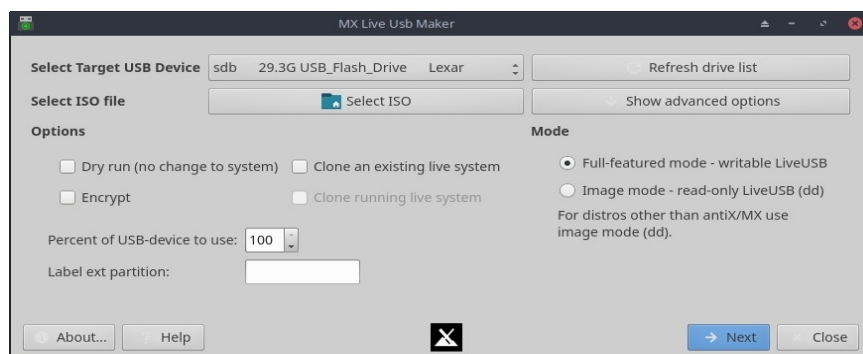 MX Live Usb Maker
Select Target USB Device sdb 29.3G USB_Flash_Drive Lexar Refresh drive list
Select ISO file Select ISO Show advanced options
Options Mode
Dry run (no change to system) Clone an existing live system Full-featured mode - writable LiveUSB
Encrypt Clone running live system Image mode - read-only LiveUSB (dd)
For distros other than antiX/MX use
image mode (dd).
Percent of USB-device to use: 100
Label ext partition:
About... Help Next Close